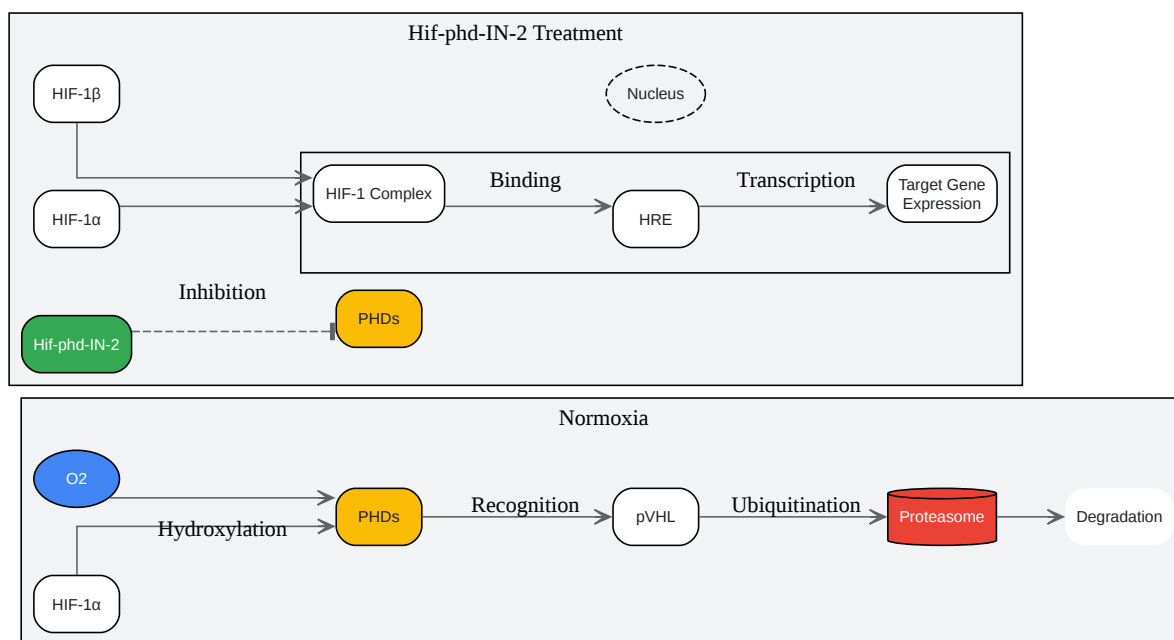 Hif-phd-IN-2 Treatment
HIF-1β
Nucleus
HIF-1α
HIF-1 Complex
Binding
HRE
Transcription
Target Gene
Expression
Inhibition
Hif-phd-IN-2
PHDs
Normoxia
O2
Hydroxylation
HIF-1α
PHDs
Recognition
pVHL
Ubiquitination
Proteasome
Degradation